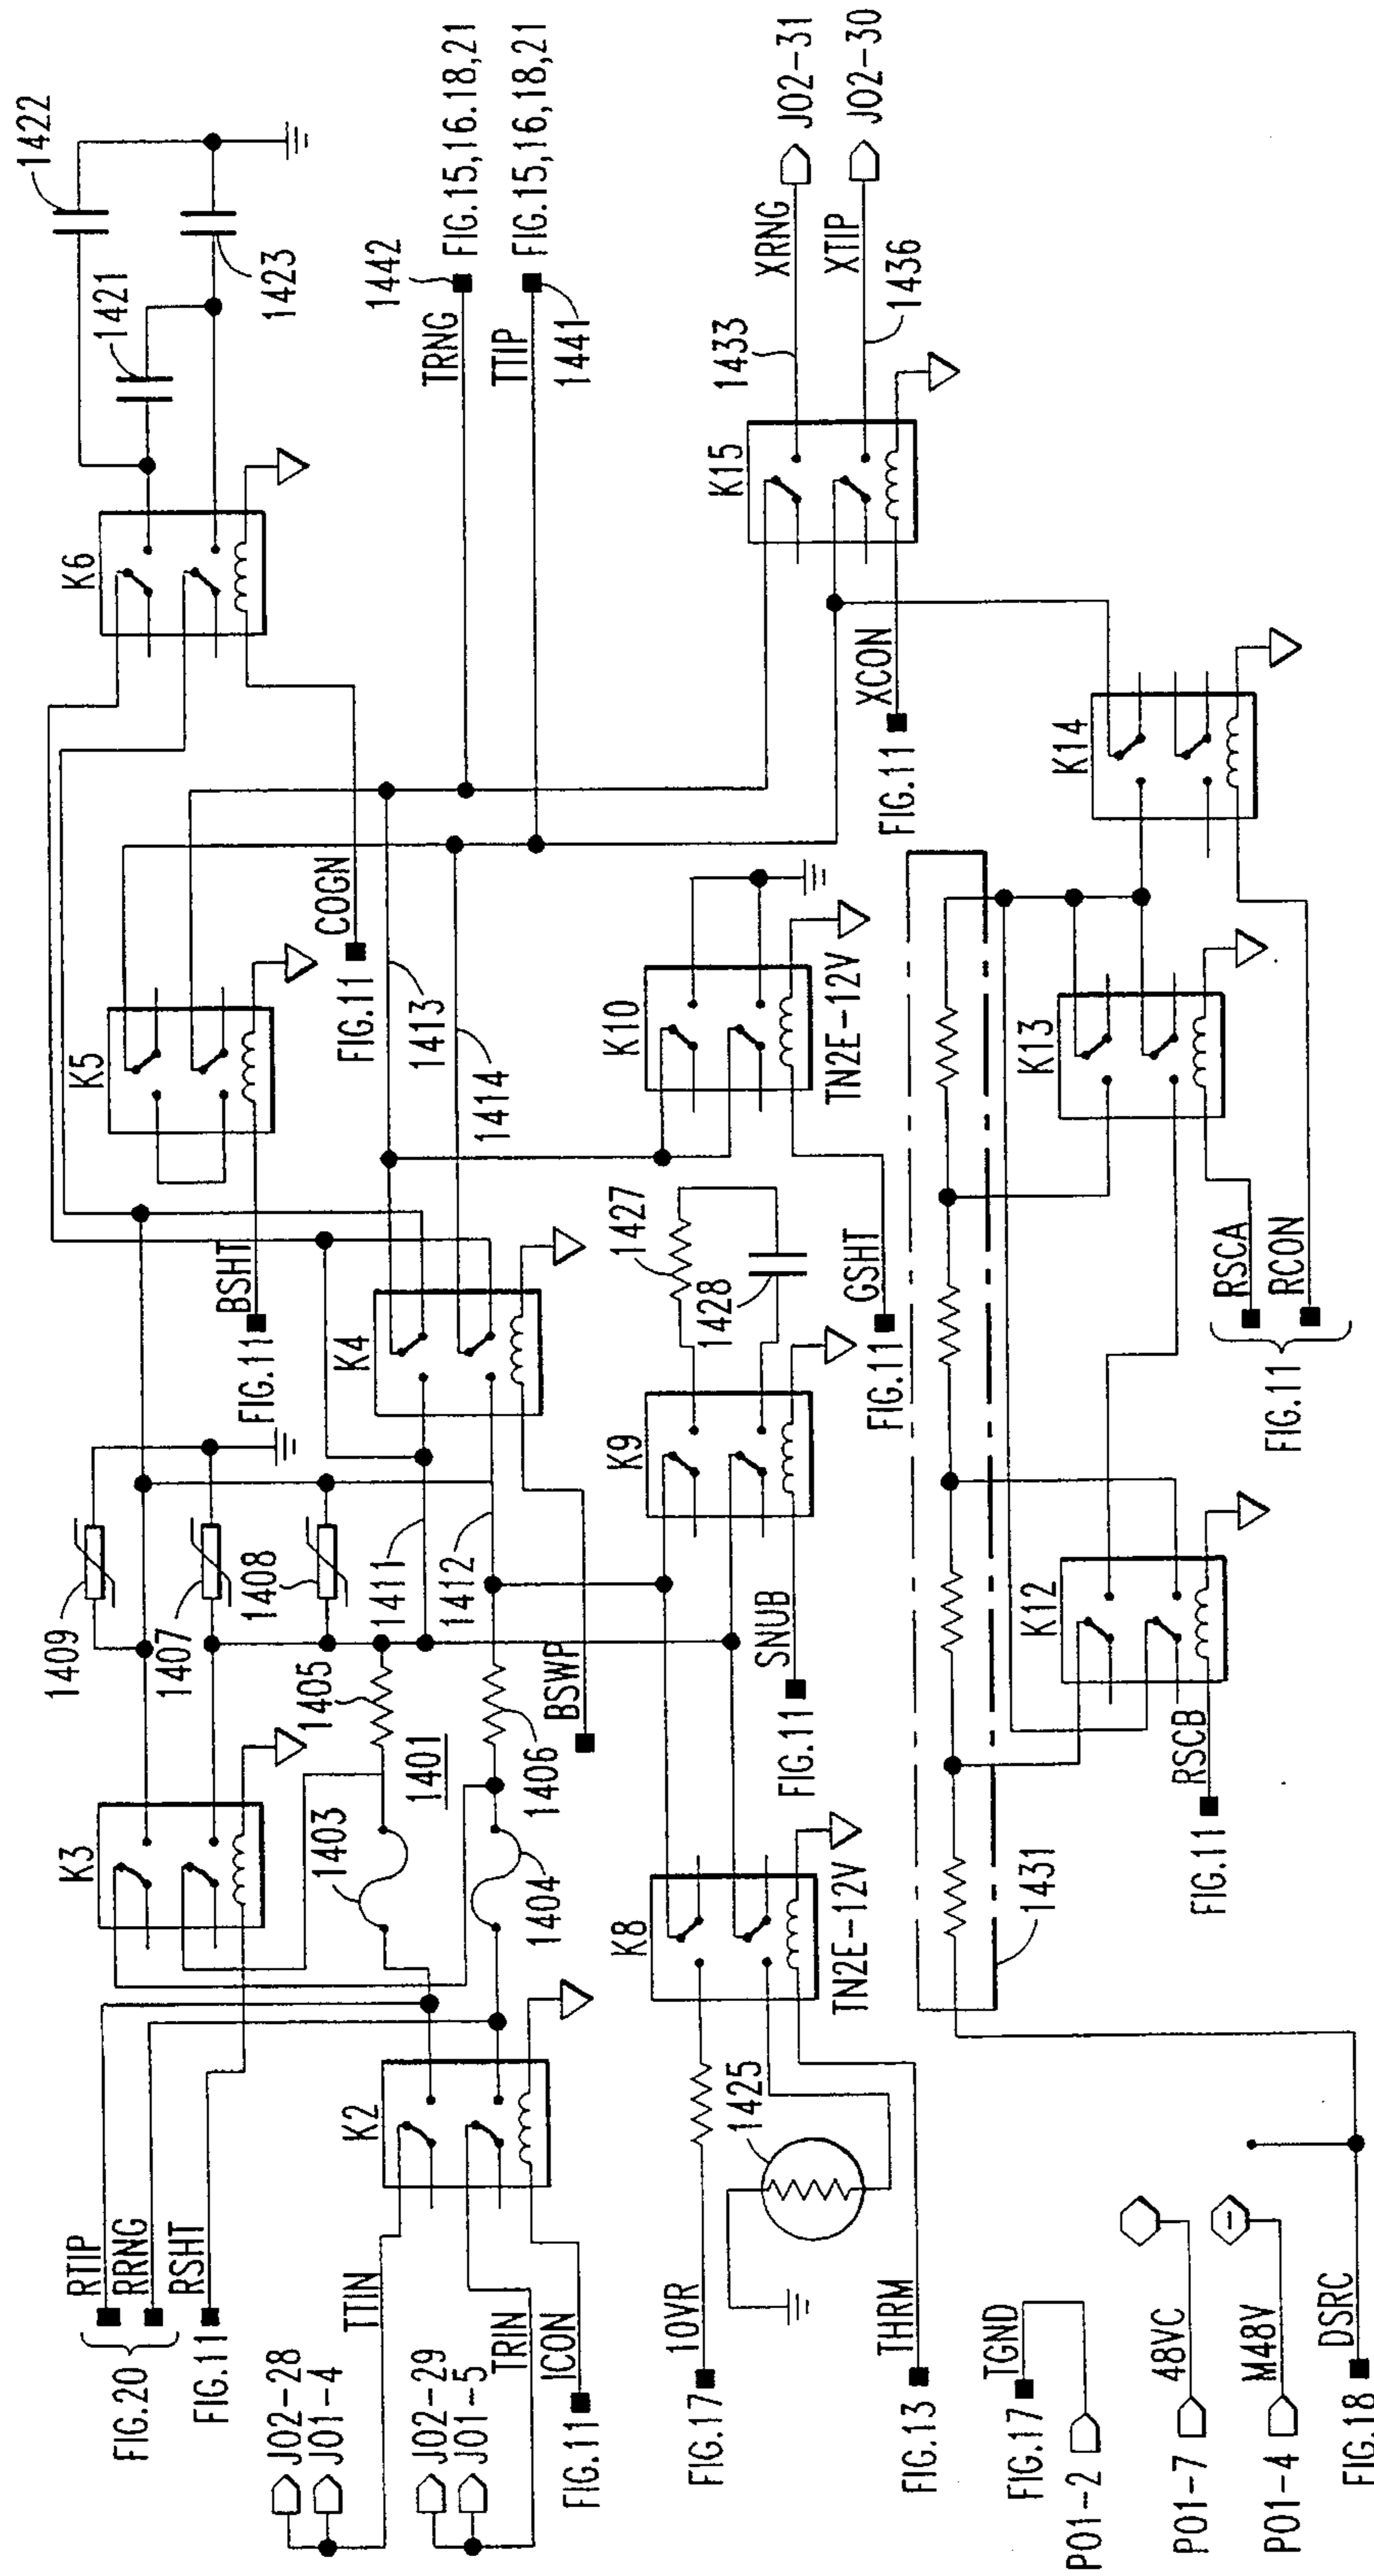 RTIP
RRNG
FIG.20
RSHT
FIG.11
J02-28
J01-4
TTIN
J02-29
J01-5
TRIN
ICON
FIG.11
K2
K3
1403
1404
1401
1405
1406
1409
1407
1408
1411
1412
BSWP
K4
BSHT
FIG.11
K5
COGN
FIG.11
1413
1414
K6
1421
1422
1423
1442
TRNG
FIG.15,16.18,21
TTIP
FIG.15,16,18,21
1441
10VR
FIG.17
1425
THRM
FIG.13
K8
TN2E-12V
SNUB
FIG.11
K9
1427
1428
GSHT
FIG.11
K10
TN2E-12V
K15
XCON
FIG.11
1433
XRNG
J02-31
XTIP
J02-30
1436
TGND
FIG.17
P01-2
48VC
P01-7
M48V
P01-4
DSRC
FIG.18
1431
RSCB
FIG.11
K12
RSCA
RCON
FIG.11
K13
K14